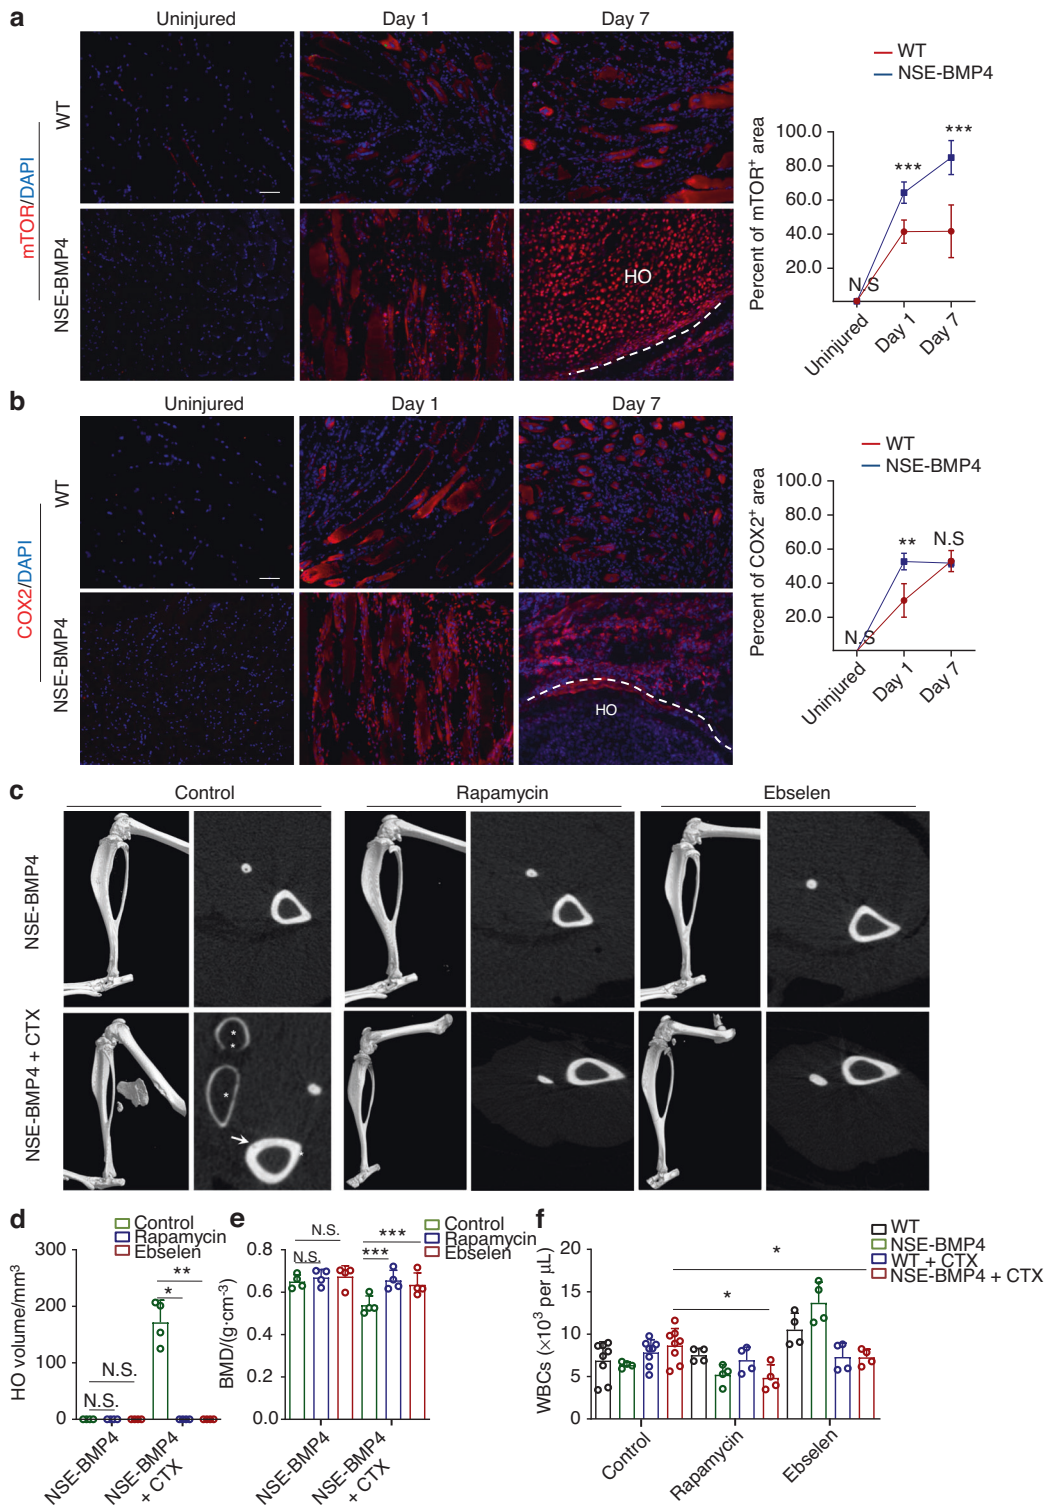 a
Uninjured
Day 1
Day 7
mTOR/DAPI
WT
NSE-BMP4
HO
WT
NSE-BMP4
Percent of mTOR+ area
100.0
80.0
60.0
40.0
20.0
N.S
***
***
Uninjured
Day 1
Day 7
b
Uninjured
Day 1
Day 7
COX2/DAPI
WT
NSE-BMP4
HO
WT
NSE-BMP4
Percent of COX2+ area
100.0
80.0
60.0
40.0
20.0
N.S
**
N.S
Uninjured
Day 1
Day 7
c
Control
Rapamycin
Ebselen
NSE-BMP4
NSE-BMP4 + CTX
*
*
*
*
d
Control
Rapamycin
Ebselen
HO volume/mm3
300
200
100
0
N.S.
N.S.
*
**
NSE-BMP4
NSE-BMP4
+ CTX
e
Control
Rapamycin
Ebselen
BMD/(g·cm-3)
0.8
0.6
0.4
0.2
0.0
N.S.
N.S.
***
***
NSE-BMP4
NSE-BMP4
+ CTX
f
WT
NSE-BMP4
WT + CTX
NSE-BMP4 + CTX
WBCs (×103 per μL)
20
15
10
5
0
*
*
Control
Rapamycin
Ebselen